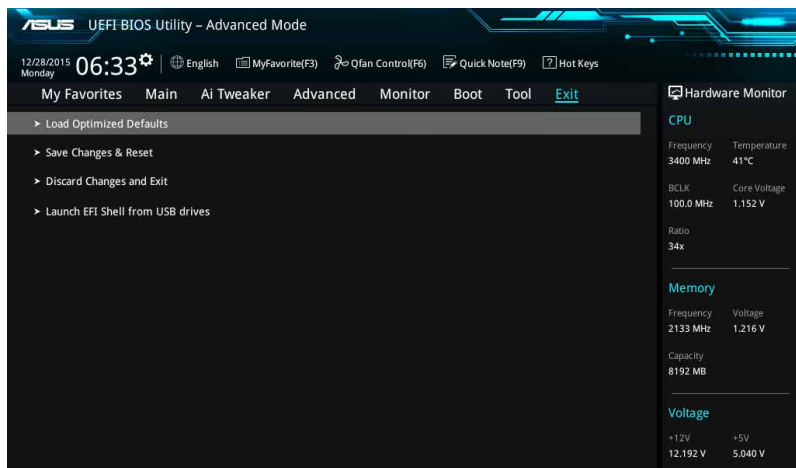 ASUS UEFI BIOS Utility – Advanced Mode
12/28/2015 Monday 06:33 English MyFavorite(F3) Qfan Control(F6) Quick Note(F9) ? Hot Keys
My Favorites Main Ai Tweaker Advanced Monitor Boot Tool Exit
> Load Optimized Defaults
> Save Changes & Reset
> Discard Changes and Exit
> Launch EFI Shell from USB drives
Hardware Monitor
CPU
Frequency Temperature
3400 MHz 41°C
BCLK Core Voltage
100.0 MHz 1.152 V
Ratio
34x
Memory
Frequency Voltage
2133 MHz 1.216 V
Capacity
8192 MB
Voltage
+12V +5V
12.192 V 5.040 V